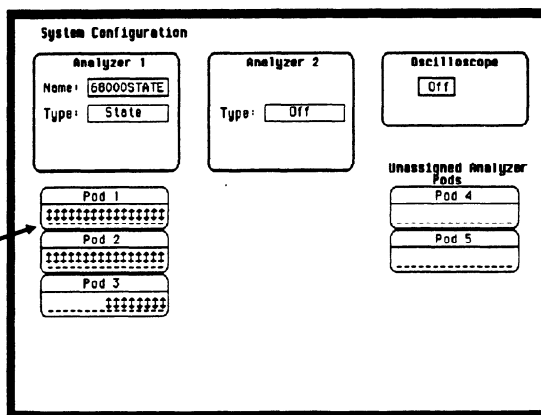 System Configuration
Analyzer 1
Name: 68000STATE
Type: State
Analyzer 2
Type: Off
Oscilloscope
Off
Pod 1
Pod 2
Pod 3
Unassigned Analyzer
Pods
Pod 4
Pod 5